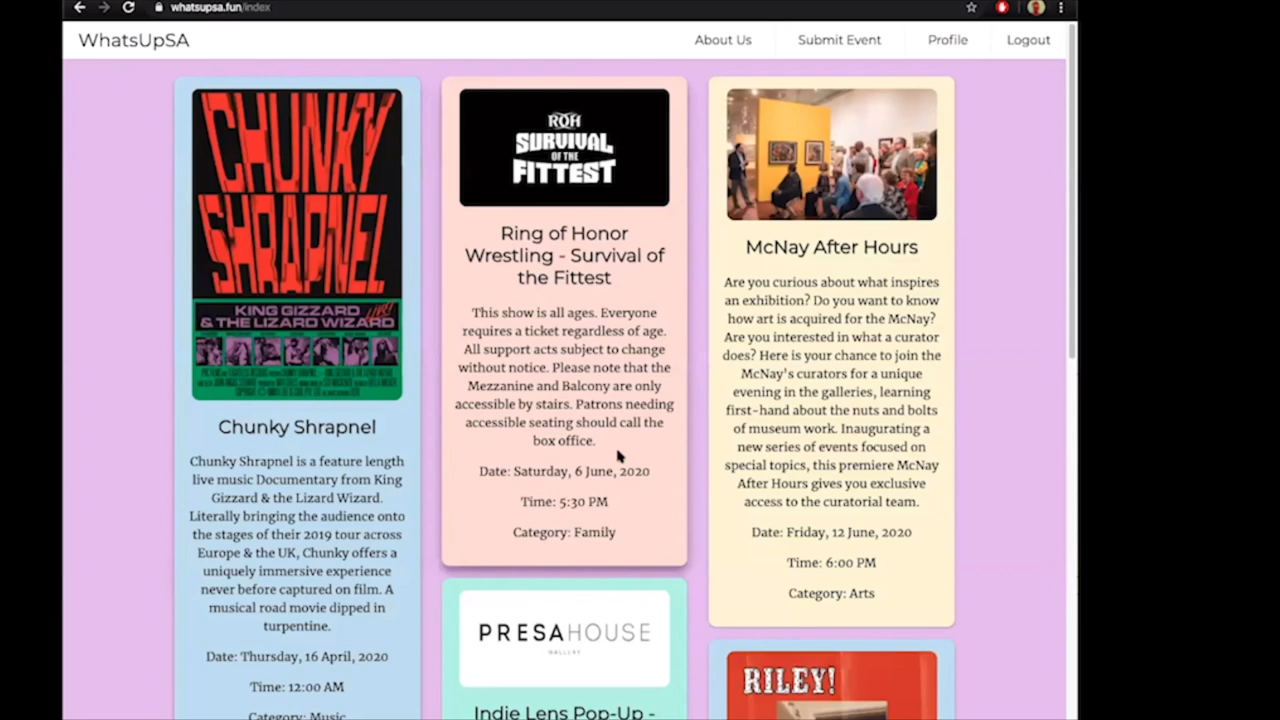 whatsupsa.fun/index
WhatsUpSA
About Us
Submit Event
Profile
Logout
CHUNKY
SHRAPNEL
KING GIZZARD
& THE LIZARD WIZARD
LIVE!
Chunky Shrapnel
Chunky Shrapnel is a feature length
live music Documentary from King
Gizzard & the Lizard Wizard.
Literally bringing the audience onto
the stages of their 2019 tour across
Europe & the UK, Chunky offers a
uniquely immersive experience
never before captured on film. A
musical road movie dipped in
turpentine.
Date: Thursday, 16 April, 2020
Time: 12:00 AM
Category: Music
ROH
SURVIVAL
OF THE
FITTEST
Ring of Honor
Wrestling - Survival of
the Fittest
This show is all ages. Everyone
requires a ticket regardless of age.
All support acts subject to change
without notice. Please note that the
Mezzanine and Balcony are only
accessible by stairs. Patrons needing
accessible seating should call the
box office.
Date: Saturday, 6 June, 2020
Time: 5:30 PM
Category: Family
PRESAHOUSE
GALLERY
Indie Lens Pop-Up -
McNay After Hours
Are you curious about what inspires
an exhibition? Do you want to know
how art is acquired for the McNay?
Are you interested in what a curator
does? Here is your chance to join the
McNay's curators for a unique
evening in the galleries, learning
first-hand about the nuts and bolts
of museum work. Inaugurating a
new series of events focused on
special topics, this premiere McNay
After Hours gives you exclusive
access to the curatorial team.
Date: Friday, 12 June, 2020
Time: 6:00 PM
Category: Arts
RILEY!